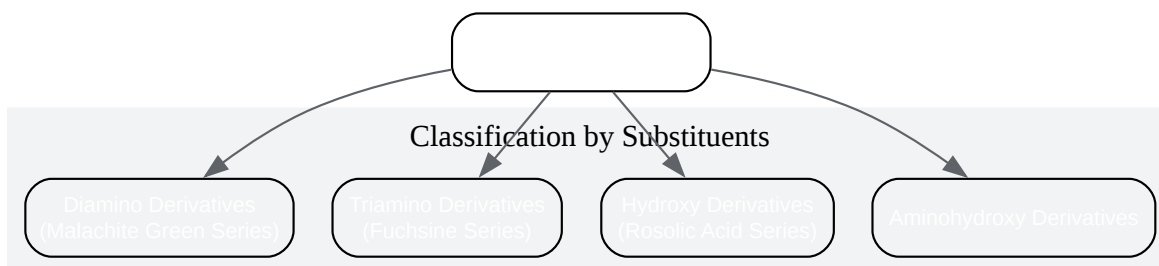 Classification by Substituents
Diamino Derivatives
(Malachite Green Series)
Triamino Derivatives
(Fuchsine Series)
Hydroxy Derivatives
(Rosolic Acid Series)
Aminohydroxy Derivatives